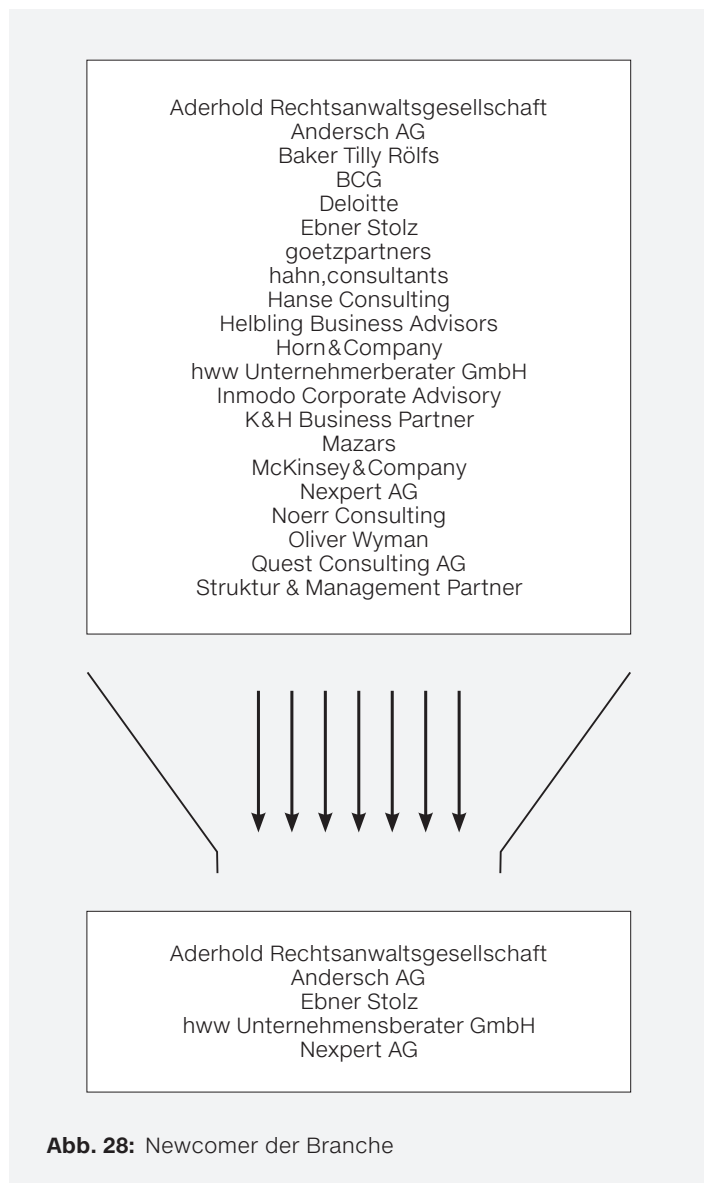 Aderhold Rechtsanwaltsgesellschaft
Andersch AG
Baker Tilly Rölfs
BCG
Deloitte
Ebner Stolz
goetzpartners
hahn,consultants
Hanse Consulting
Helbling Business Advisors
Horn&Company
hww Unternehmerberater GmbH
Inmodo Corporate Advisory
K&H Business Partner
Mazars
McKinsey&Company
Nexpert AG
Noerr Consulting
Oliver Wyman
Quest Consulting AG
Struktur & Management Partner
Aderhold Rechtsanwaltsgesellschaft
Andersch AG
Ebner Stolz
hww Unternehmensberater GmbH
Nexpert AG
Abb. 28: Newcomer der Branche